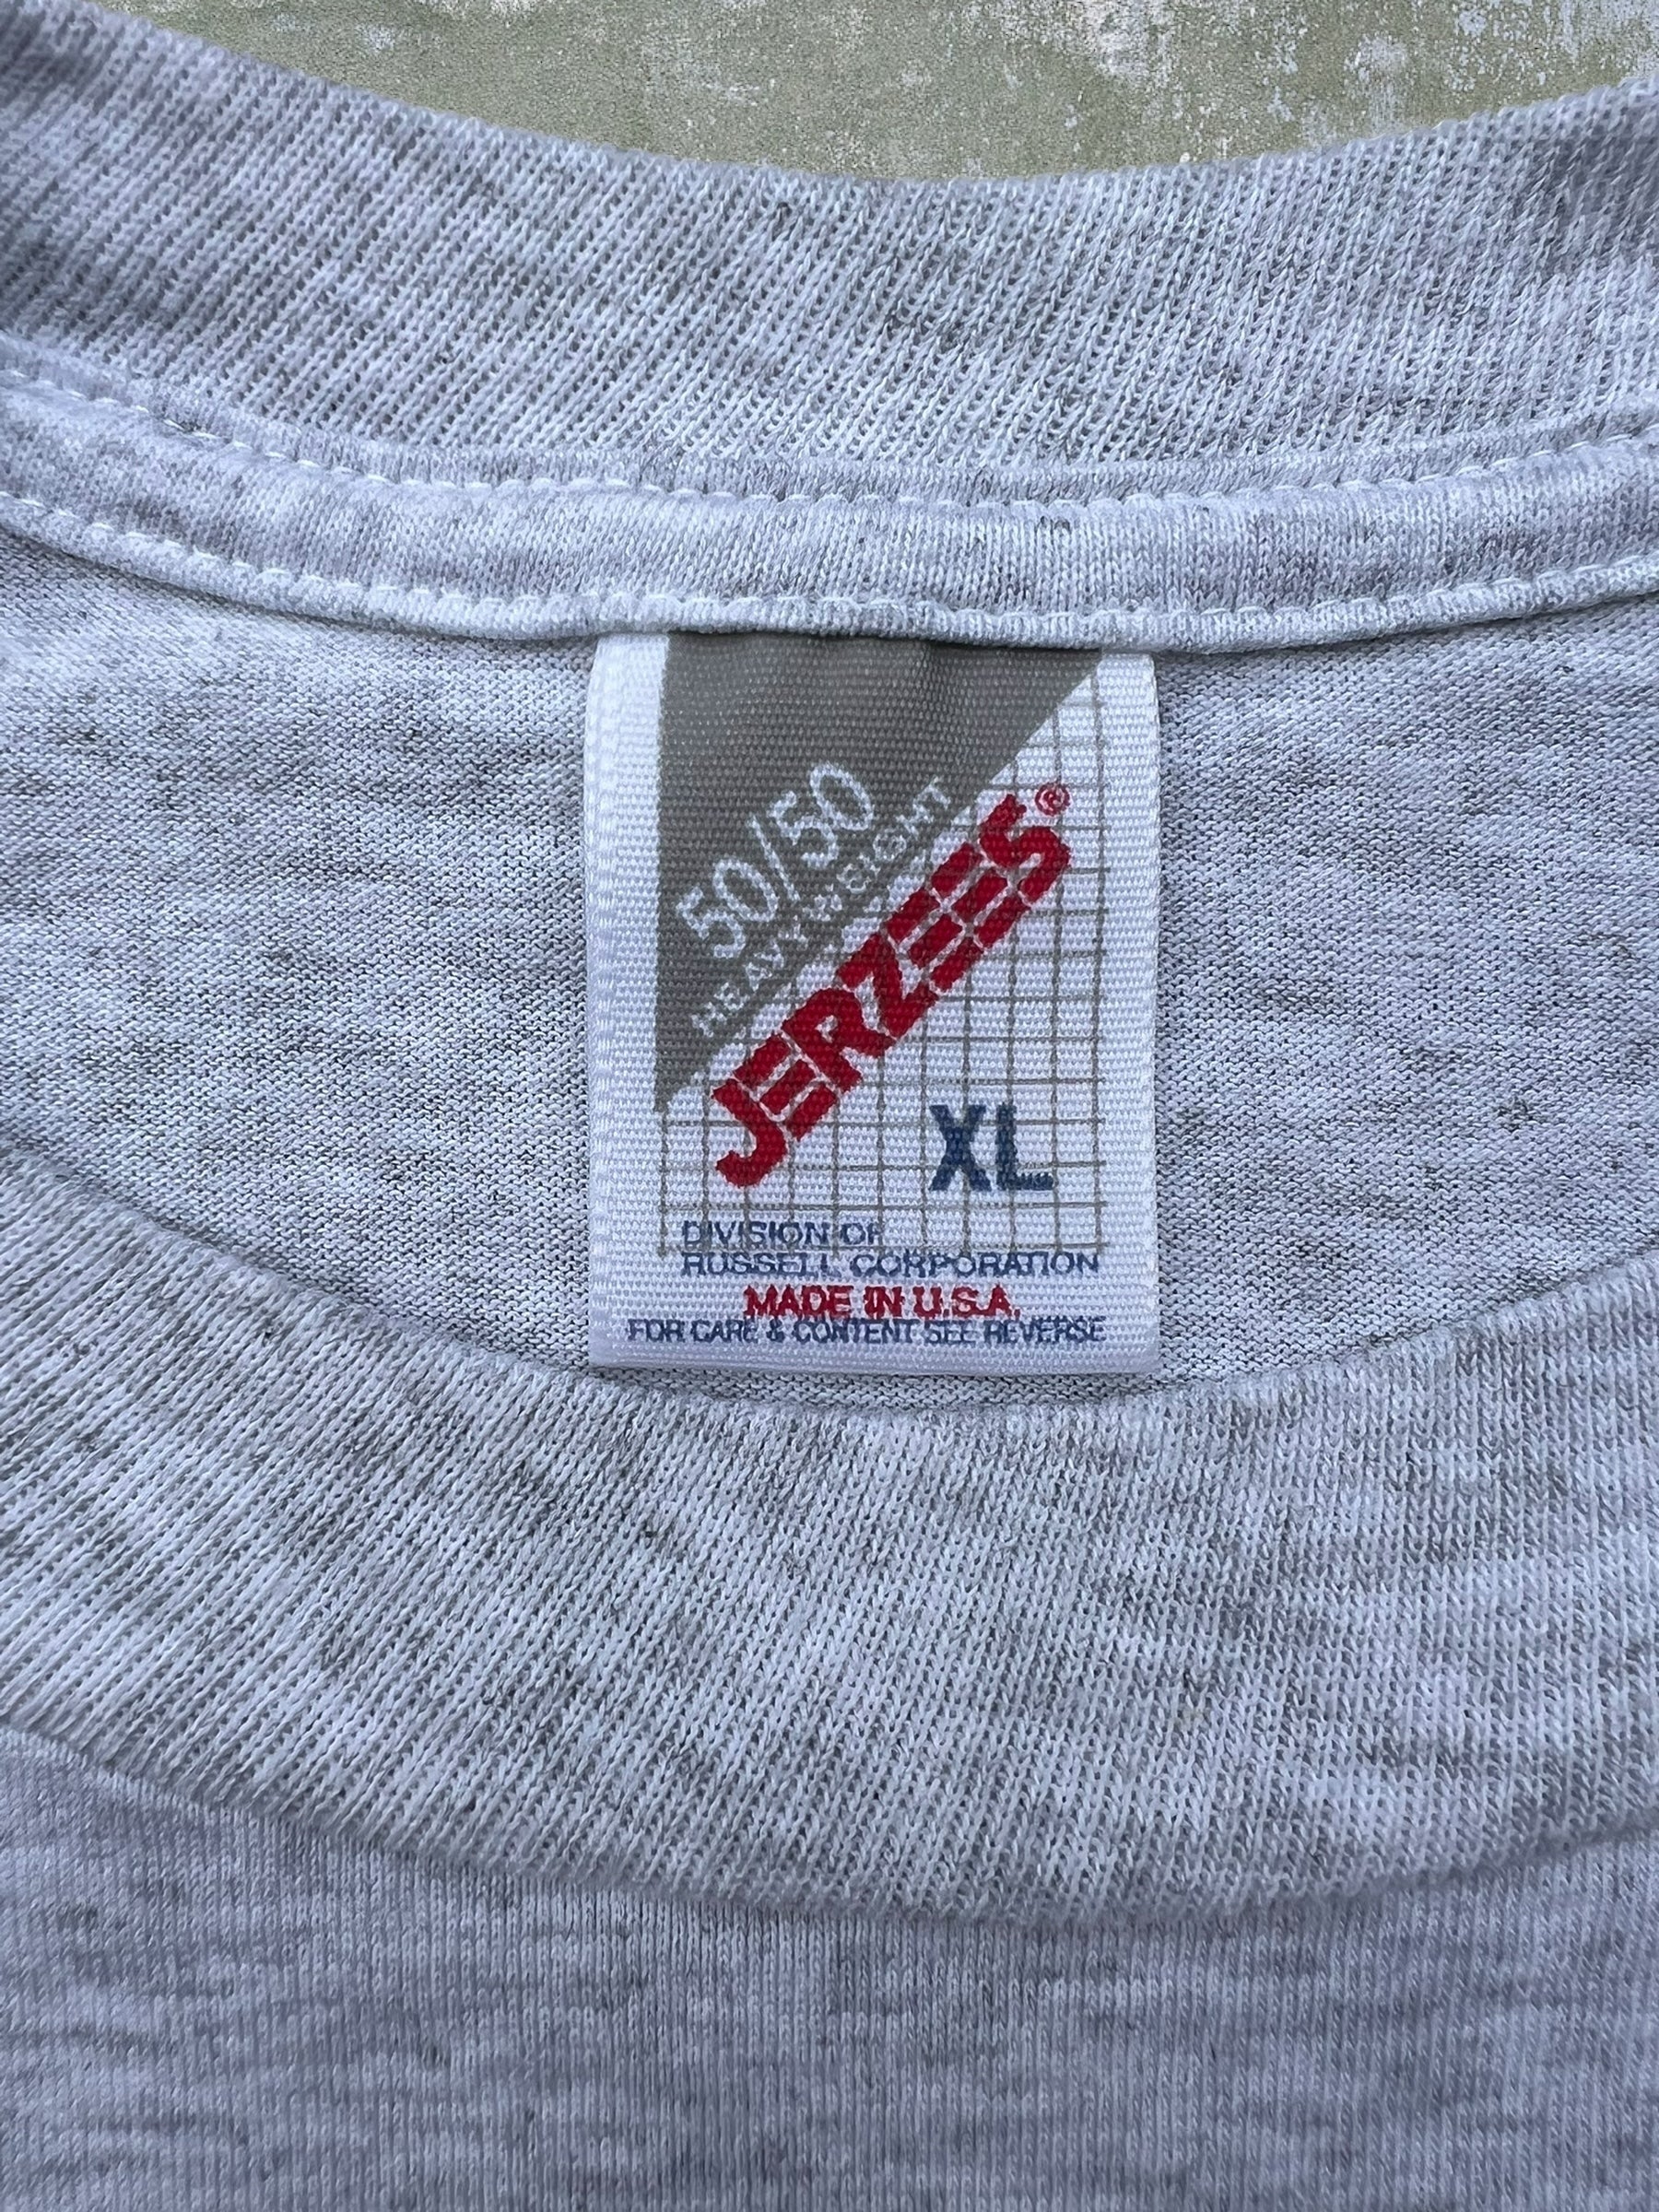 50/50
HEAVYWEIGHT
JERZEES®
XL
DIVISION OF
RUSSELL CORPORATION
MADE IN U.S.A.
FOR CARE & CONTENT SEE REVERSE